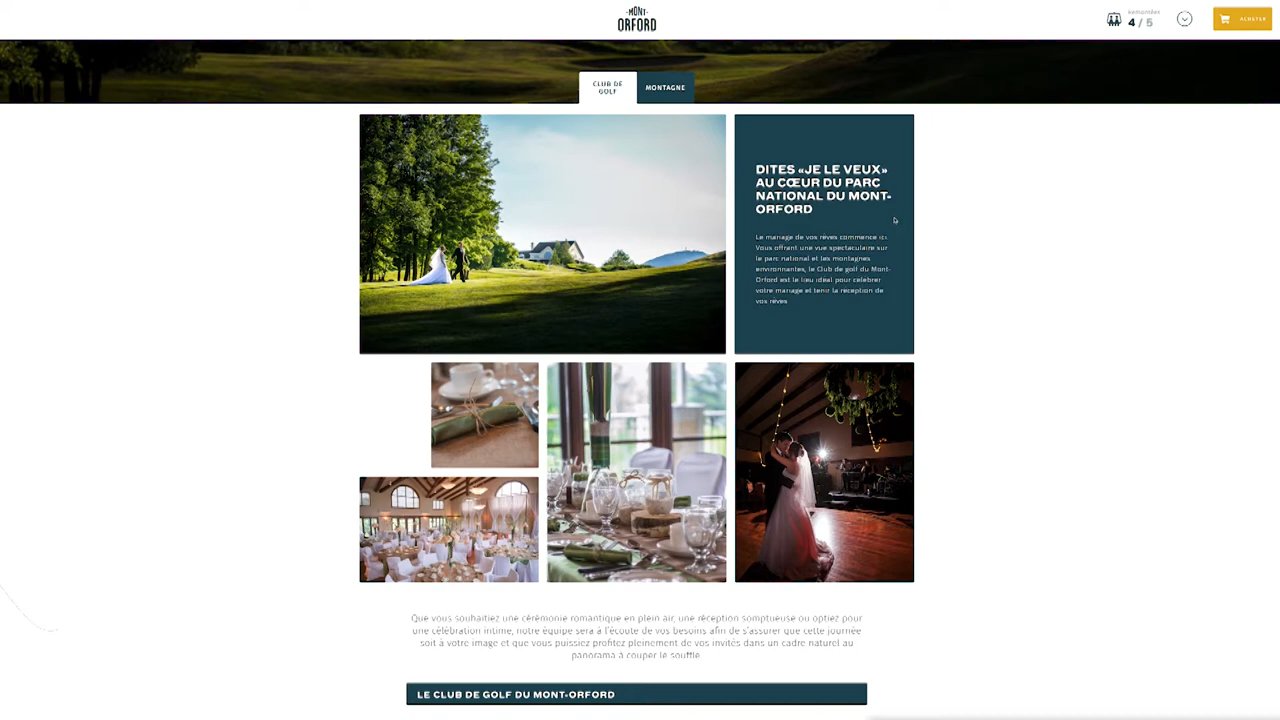 ·MONT·
ORFORD
Remontées
4 / 5
ACHETER
CLUB DE
GOLF
MONTAGNE
DITES «JE LE VEUX»
AU CŒUR DU PARC
NATIONAL DU MONT-
ORFORD
Le mariage de vos rêves commence ici.
Vous offrant une vue spectaculaire sur
le parc national et les montagnes
environnantes, le Club de golf du Mont-
Orford est le lieu idéal pour célébrer
votre mariage et tenir la réception de
vos rêves
Que vous souhaitiez une cérémonie romantique en plein air, une réception somptueuse ou optiez pour
une célébration intime, notre équipe sera à l'écoute de vos besoins afin de s'assurer que cette journée
soit à votre image et que vous puissiez profitez pleinement de vos invités dans un cadre naturel au
panorama à couper le souffle.
LE CLUB DE GOLF DU MONT-ORFORD